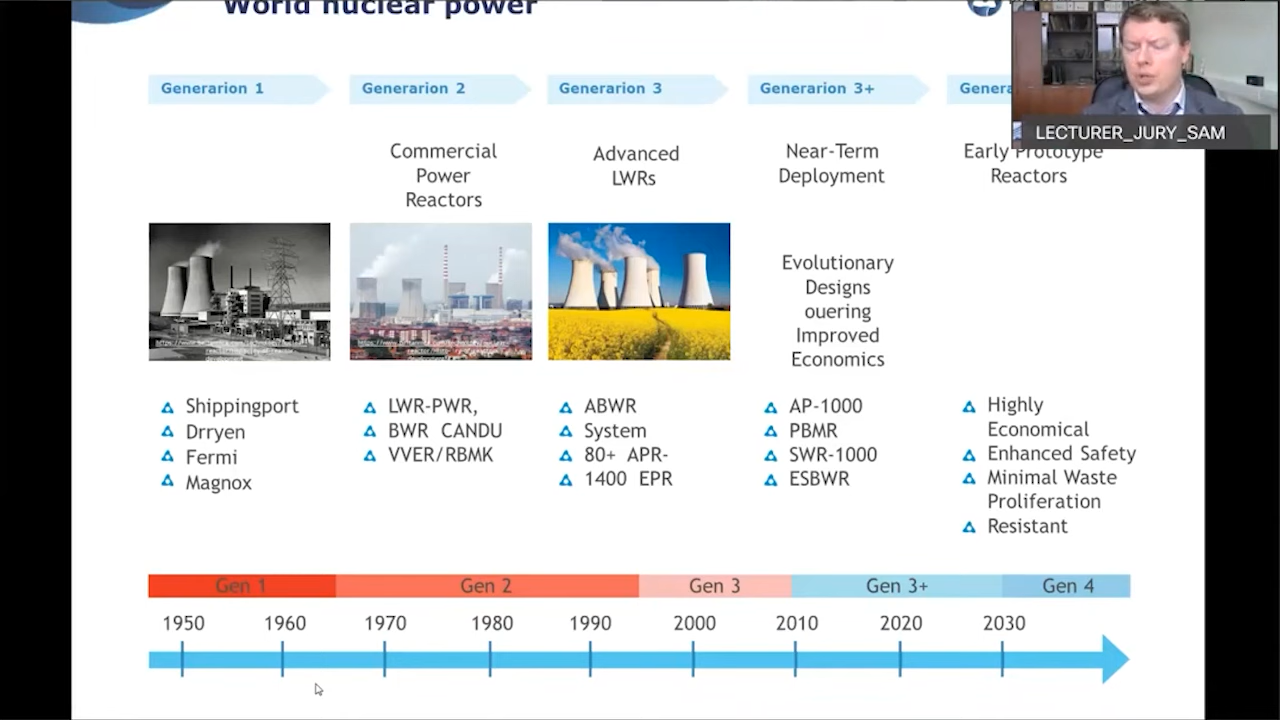 World nuclear power
Generarion 1
Generarion 2
Generarion 3
Generarion 3+
Genera
LECTURER_JURY_SAM
Commercial
Power
Reactors
Advanced
LWRs
Near-Term
Deployment
Early Prototype
Reactors
Evolutionary
Designs
ouering
Improved
Economics
Shippingport
Drryen
Fermi
Magnox
LWR-PWR,
BWR CANDU
VVER/RBMK
ABWR
System
80+ APR-
1400 EPR
AP-1000
PBMR
SWR-1000
ESBWR
Highly
Economical
Enhanced Safety
Minimal Waste
Proliferation
Resistant
Gen 1
Gen 2
Gen 3
Gen 3+
Gen 4
1950
1960
1970
1980
1990
2000
2010
2020
2030